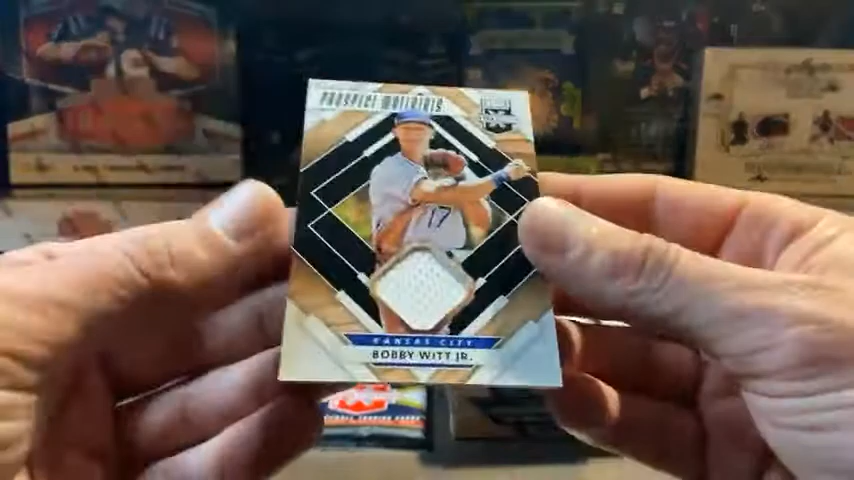 PROSPECT MATERIALS
17
KANSAS CITY
BOBBY WITT JR.